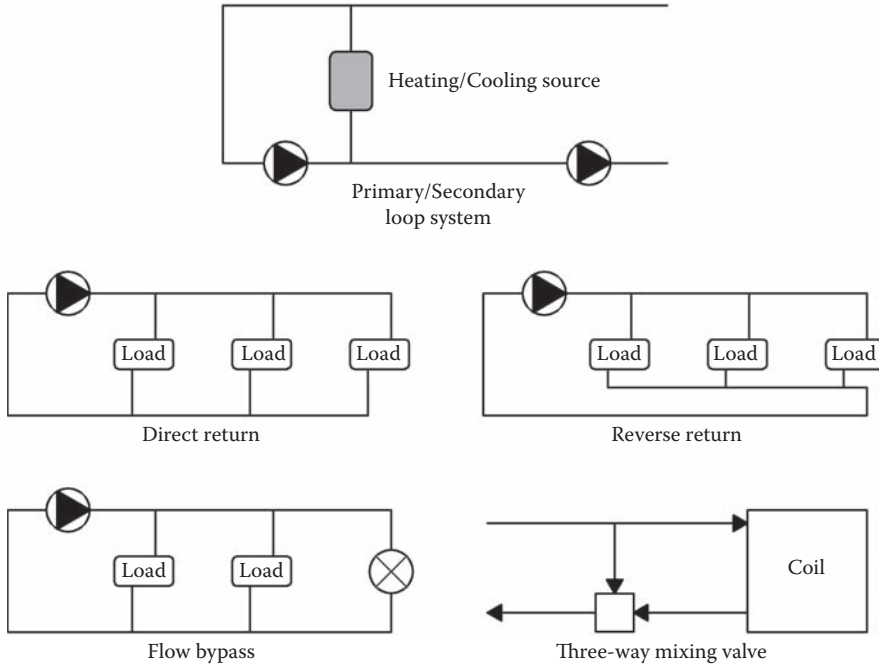 Heating/Cooling source
Primary/Secondary
loop system
Load Load Load
Direct return
Load Load Load
Reverse return
Load Load
Flow bypass
Coil
Three-way mixing valve